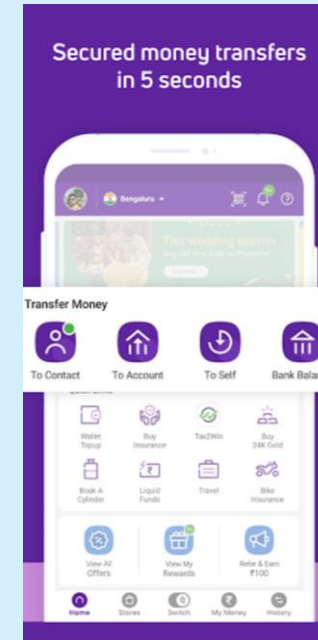 Secured money transfers
in 5 seconds
Bengaluru
This wedding season
Transfer Money
To Contact
To Account
To Self
Bank Balan
Wallet
Topup
Buy
Insurance
Tax2Win
Buy
24K Gold
Book A
Cylinder
Liquid
Funds
Travel
Bike
Insurance
View All
Offers
View My
Rewards
Refer & Earn
₹100
Home
Stores
Switch
My Money
History